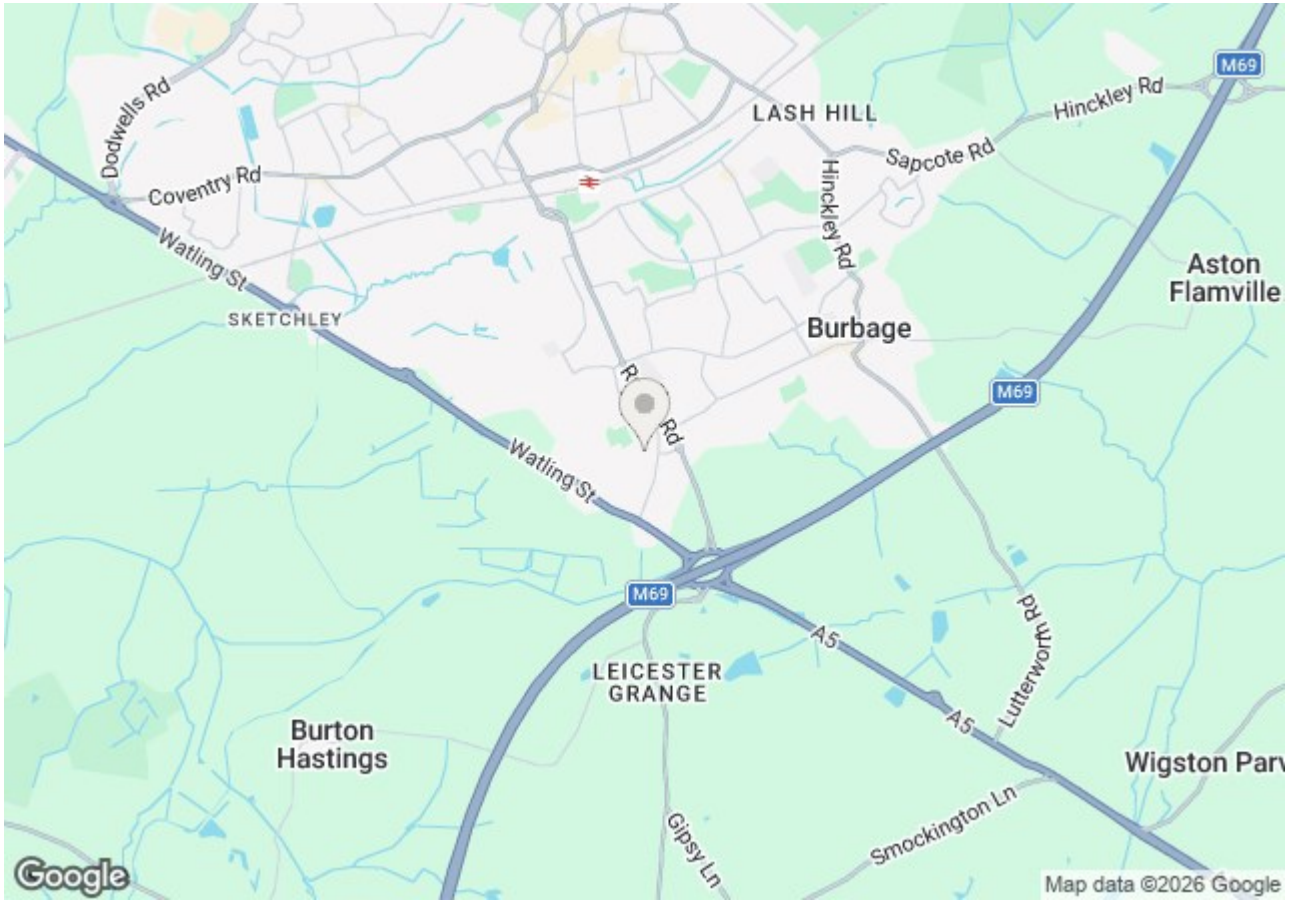 M69
Dodwells Rd
LASH HILL
Hinckley Rd
Sapcote Rd
Coventry Rd
Hinckley Rd
Watling St
Aston
Flamville
SKETCHLEY
Burbage
M69
Rd
Watling St
M69
A5
Lutterworth Rd
LEICESTER
GRANGE
Burton
Hastings
A5
Wigston Parv
Smockington Ln
Gipsy Ln
Google
Map data ©2026 Google